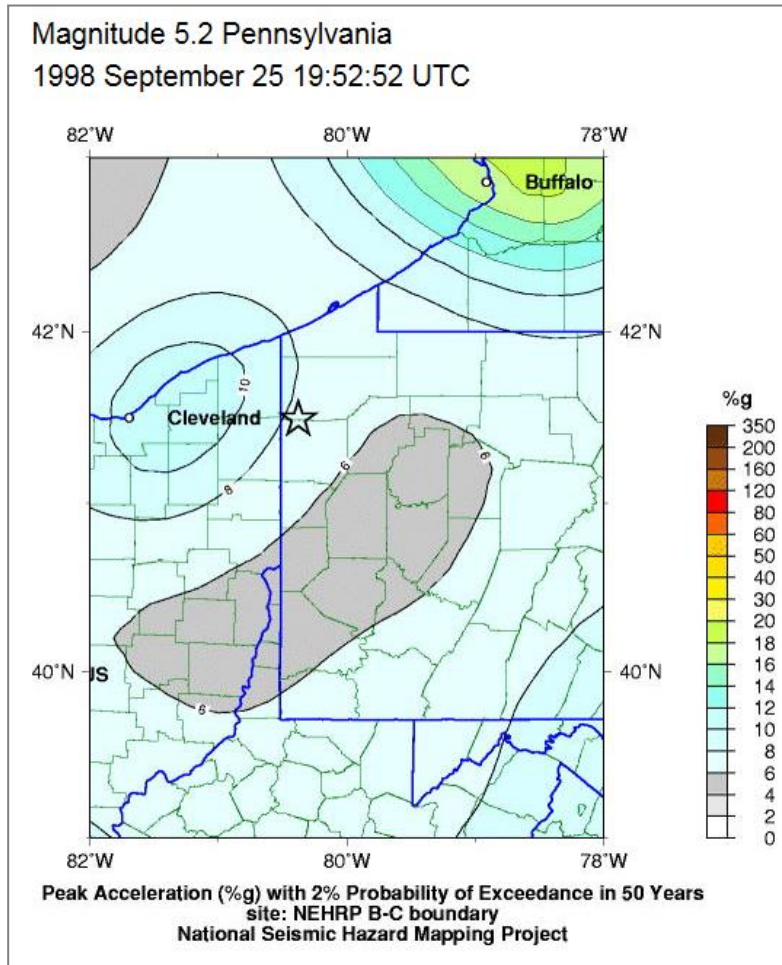 Magnitude 5.2 Pennsylvania
1998 September 25 19:52:52 UTC
82˚W 80˚W 78˚W
Buffalo
42˚N 42˚N
10
Cleveland
8
6 6
%g
350
200
160
120
80
60
50
40
30
20
18
16
14
12
10
8
6
4
2
0
40˚N 40˚N
US
6
82˚W 80˚W 78˚W
Peak Acceleration (%g) with 2% Probability of Exceedance in 50 Years
site: NEHRP B-C boundary
National Seismic Hazard Mapping Project